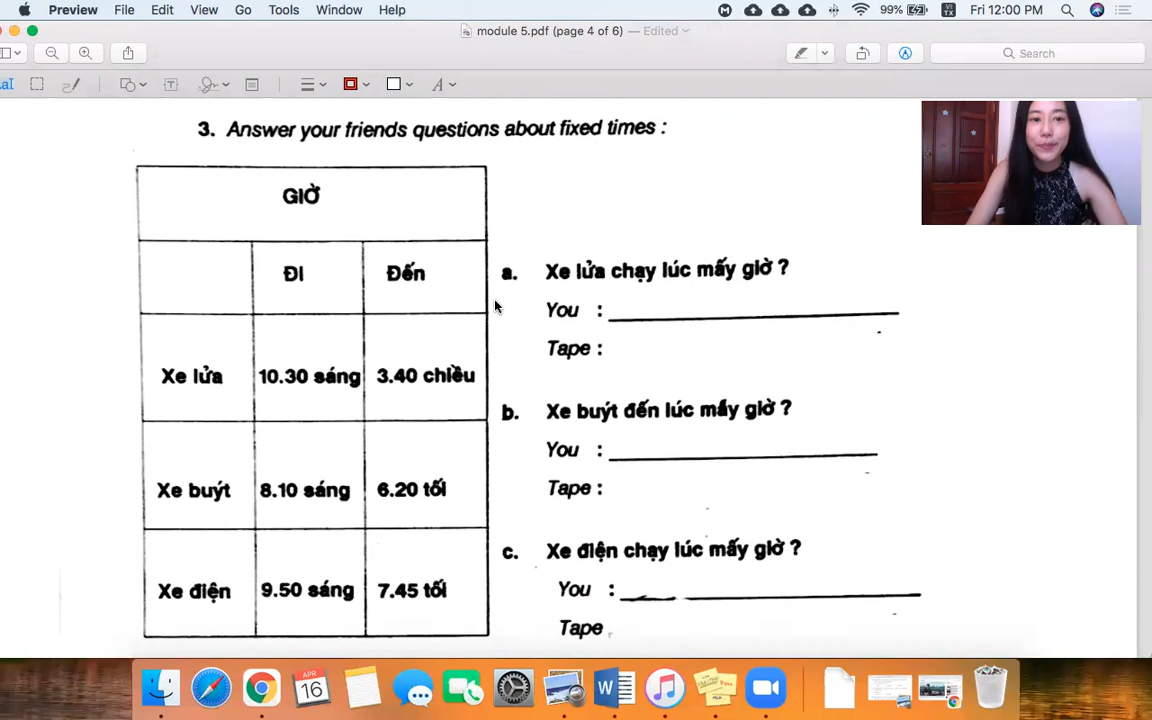 Preview File Edit View Go Tools Window Help 99% VI TX Fri 12:00 PM
module 5.pdf (page 4 of 6) — Edited
Search
3. Answer your friends questions about fixed times :
GIỜ
Đi Đến
Xe lửa 10.30 sáng 3.40 chiều
Xe buýt 8.10 sáng 6.20 tối
Xe điện 9.50 sáng 7.45 tối
a. Xe lửa chạy lúc mấy giờ ?
You :
Tape :
b. Xe buýt đến lúc mấy giờ ?
You :
Tape :
c. Xe điện chạy lúc mấy giờ ?
You :
Tape
APR
16